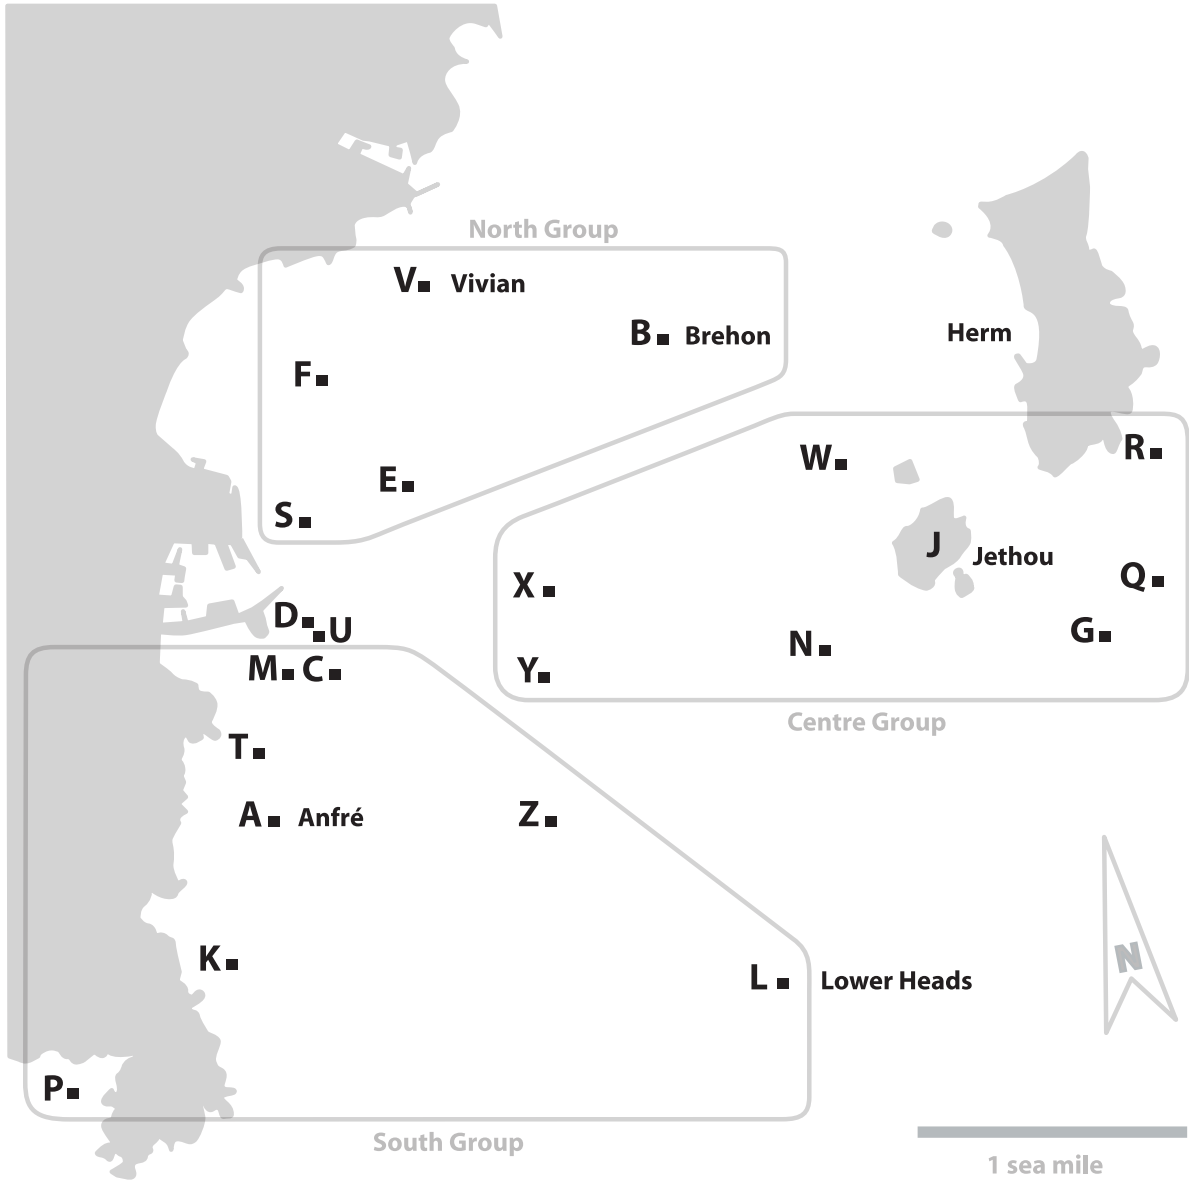 North Group
V Vivian
B Brehon
Herm
F
W
R
E
S
J
Jethou
X
Q
D
U
G
N
M C
Y
Centre Group
T
A Anfré
Z
N
K
L Lower Heads
P
South Group
1 sea mile